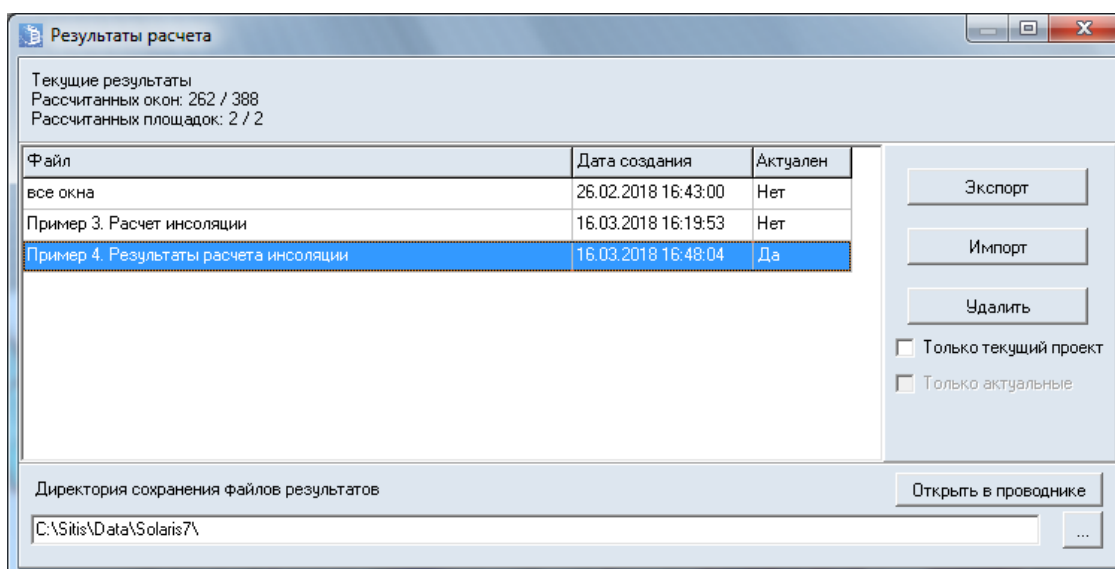 Результаты расчета
Текущие результаты
Рассчитанных окон: 262 / 388
Рассчитанных площадок: 2 / 2
Файл Дата создания Актуален
все окна 26.02.2018 16:43:00 Нет
Пример 3. Расчет инсоляции 16.03.2018 16:19:53 Нет
Пример 4. Результаты расчета инсоляции 16.03.2018 16:48:04 Да
Экспорт
Импорт
Удалить
Только текущий проект
Только актуальные
Директория сохранения файлов результатов
Открыть в проводнике
C:\Sitis\Data\Solaris7\
...